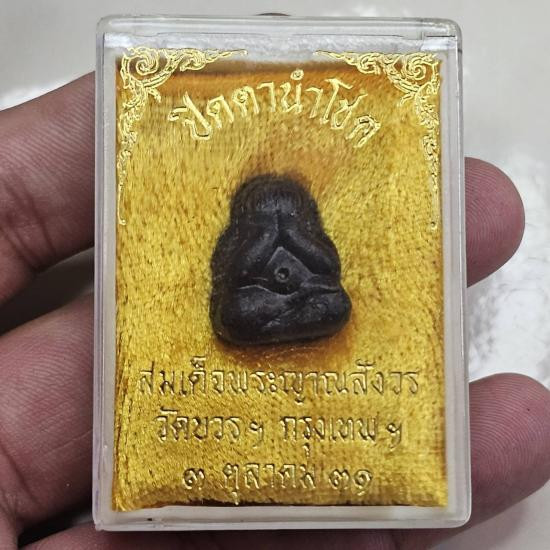 ปิดตานำโชค
สมเด็จพระญาณสังวร
วัดบวรฯ กรุงเทพฯ
๓ ตุลาคม ๓๑